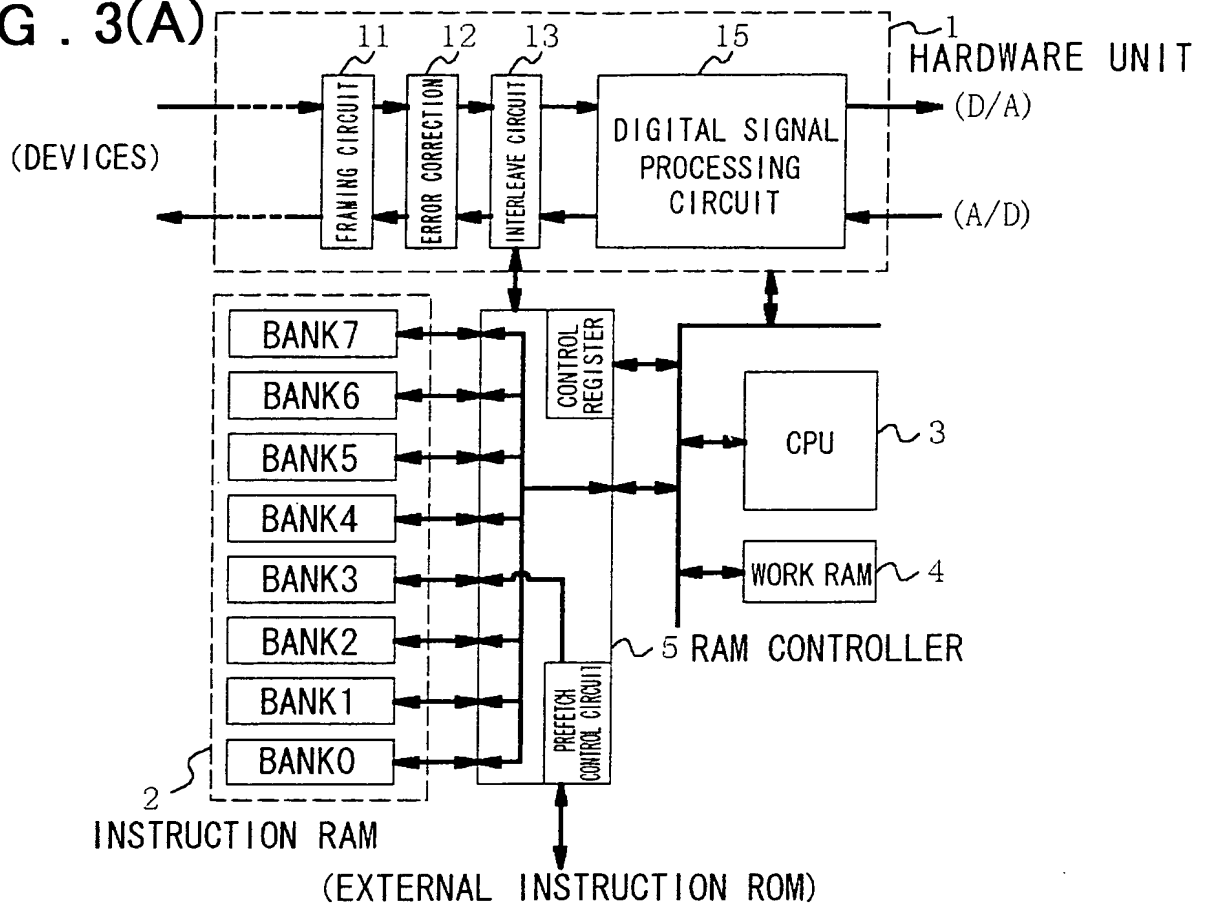 G . 3(A)
11
12
13
15
1
HARDWARE UNIT
(DEVICES)
FRAMING CIRCUIT
ERROR CORRECTION
INTERLEAVE CIRCUIT
DIGITAL SIGNAL
PROCESSING
CIRCUIT
(D/A)
(A/D)
BANK7
BANK6
BANK5
BANK4
BANK3
BANK2
BANK1
BANK0
CONTROL
REGISTER
CPU
3
WORK RAM
4
5 RAM CONTROLLER
PREFETCH
CONTROL CIRCUIT
2
INSTRUCTION RAM
(EXTERNAL INSTRUCTION ROM)